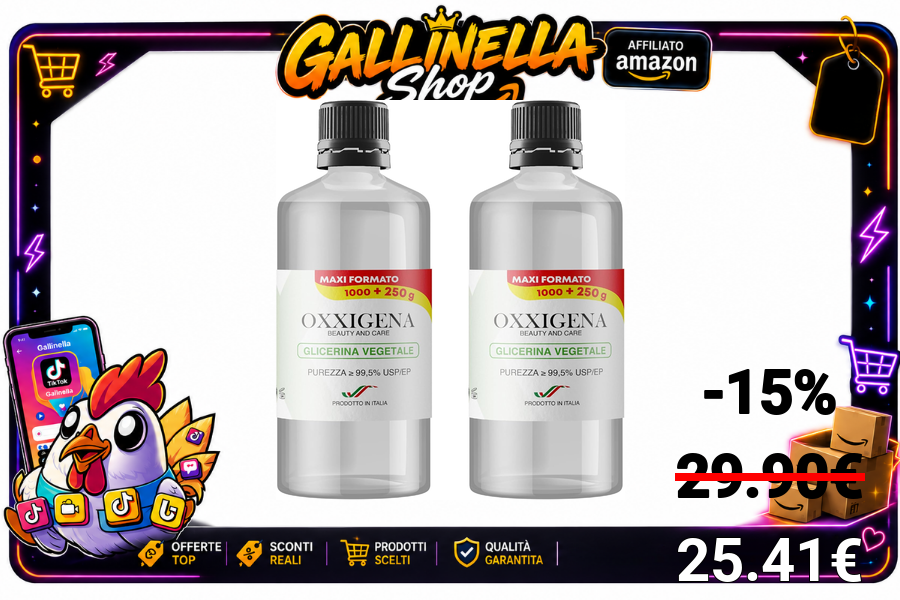 GALLINELLA
Shop
AFFILIATO
amazon
MAXI FORMATO
1000 + 250 g
OXXIGENA
BEAUTY AND CARE
GLICERINA VEGETALE
PUREZZA ≥ 99,5% USP/EP
PRODOTTO IN ITALIA
MAXI FORMATO
1000 + 250 g
OXXIGENA
BEAUTY AND CARE
GLICERINA VEGETALE
PUREZZA ≥ 99,5% USP/EP
PRODOTTO IN ITALIA
Gallinella
TikTok
Gallinella
-15%
29.90€
25.41€
OFFERTE
TOP
SCONTI
REALI
PRODOTTI
SCELTI
QUALITÀ
GARANTITA